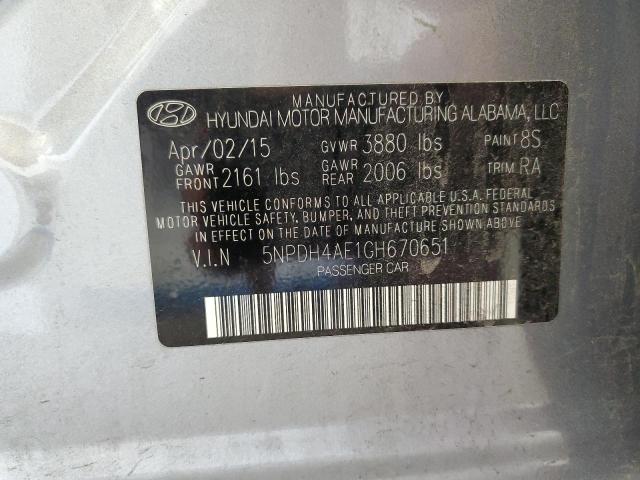 MANUFACTURED BY
HYUNDAI MOTOR MANUFACTURING ALABAMA, LLC
Apr/02/15 GVWR 3880 lbs PAINT 8S
GAWR FRONT 2161 lbs GAWR REAR 2006 lbs TRIM RA
THIS VEHICLE CONFORMS TO ALL APPLICABLE U.S.A. FEDERAL
MOTOR VEHICLE SAFETY, BUMPER, AND THEFT PREVENTION STANDARDS
IN EFFECT ON THE DATE OF MANUFACTURE SHOWN ABOVE.
V.I.N 5NPDH4AE1GH670651
PASSENGER CAR